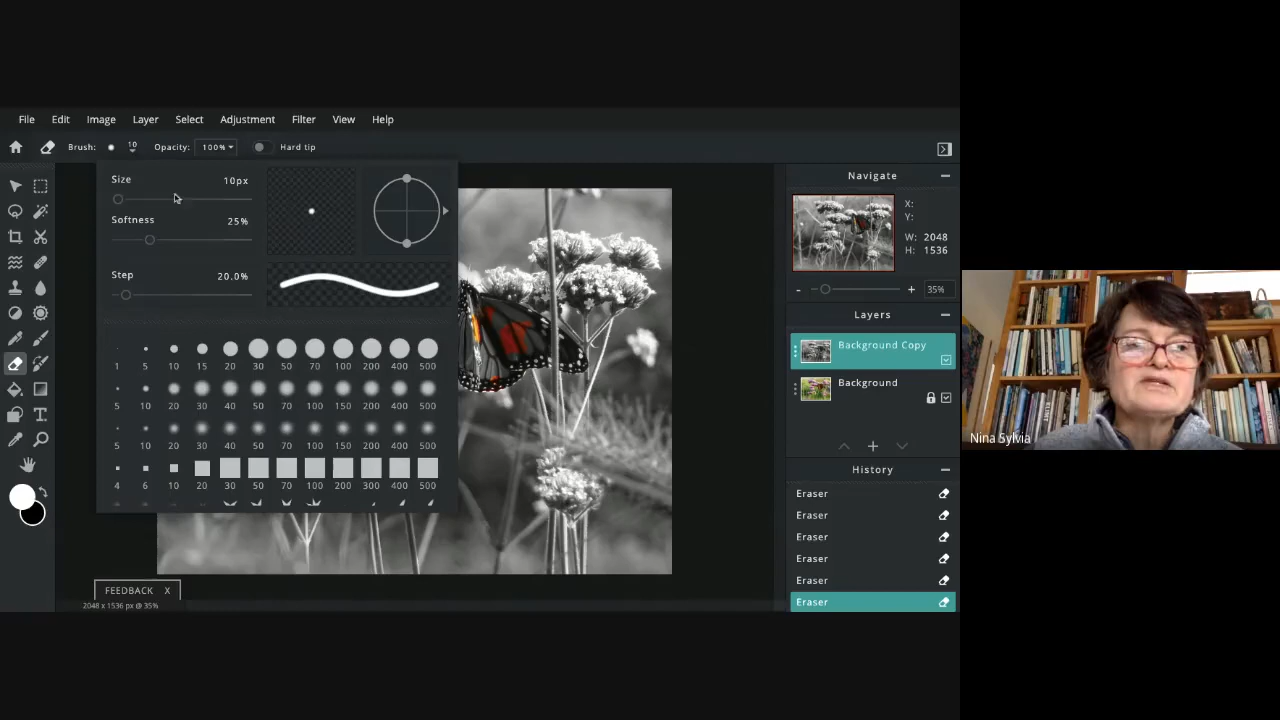 File Edit Image Layer Select Adjustment Filter View Help
Brush: 10 Opacity: 100% Hard tip
Size 10px
Softness 25%
Step 20.0%
1 5 10 15 20 30 50 70 100 150 200 300
5 10 20 30 40 50 70 100 200 300 400 500
5 10 20 30 40 50 70 100 200 300 400 500
4 6 10 20 30 50 70 100 200 300 400 500
FEEDBACK X
2048 x 1536 px @ 35%
Navigate
X:
Y:
W: 2048
H: 1536
- + 35%
Layers
Background Copy
Background
History
Eraser
Eraser
Eraser
Eraser
Eraser
Eraser
Nina Sylvia